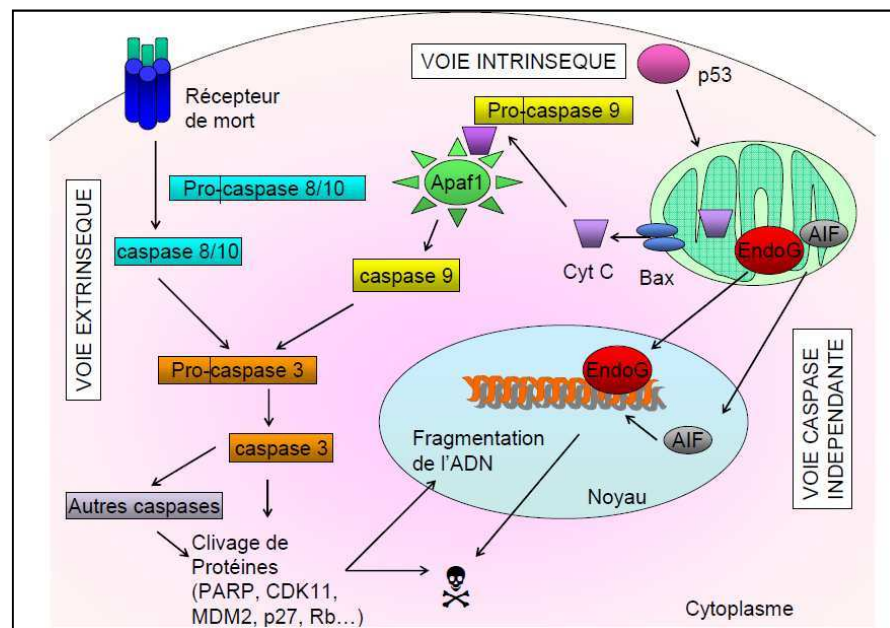 VOIE INTRINSEQUE
p53
Récepteur
de mort
Pro-caspase 9
Pro-caspase 8/10
Apaf1
caspase 8/10
caspase 9
Cyt C
Bax
EndoG
AIF
VOIE EXTRINSEQUE
Pro-caspase 3
caspase 3
Autres caspases
Clivage de
Protéines
(PARP, CDK11,
MDM2, p27, Rb...)
EndoG
AIF
Fragmentation
de l'ADN
Noyau
VOIE CASPASE
INDEPENDANTE
Cytoplasme